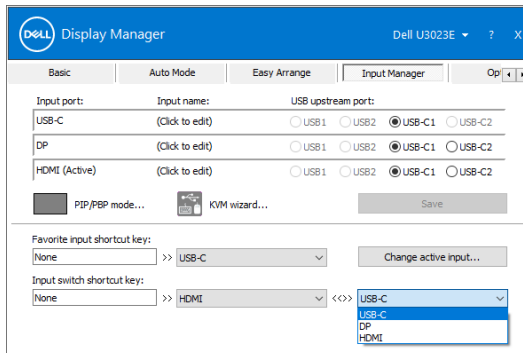 DELL Display Manager Dell U3023E ? X
Basic Auto Mode Easy Arrange Input Manager Op
Input port: Input name: USB upstream port:
USB-C (Click to edit) USB1 USB2 USB-C1 USB-C2
DP (Click to edit) USB1 USB2 USB-C1 USB-C2
HDMI (Active) (Click to edit) USB1 USB2 USB-C1 USB-C2
PIP/PBP mode... KVM wizard... Save
Favorite input shortcut key:
None >> USB-C Change active input...
Input switch shortcut key:
None >> HDMI <<>> USB-C
USB-C
DP
HDMI